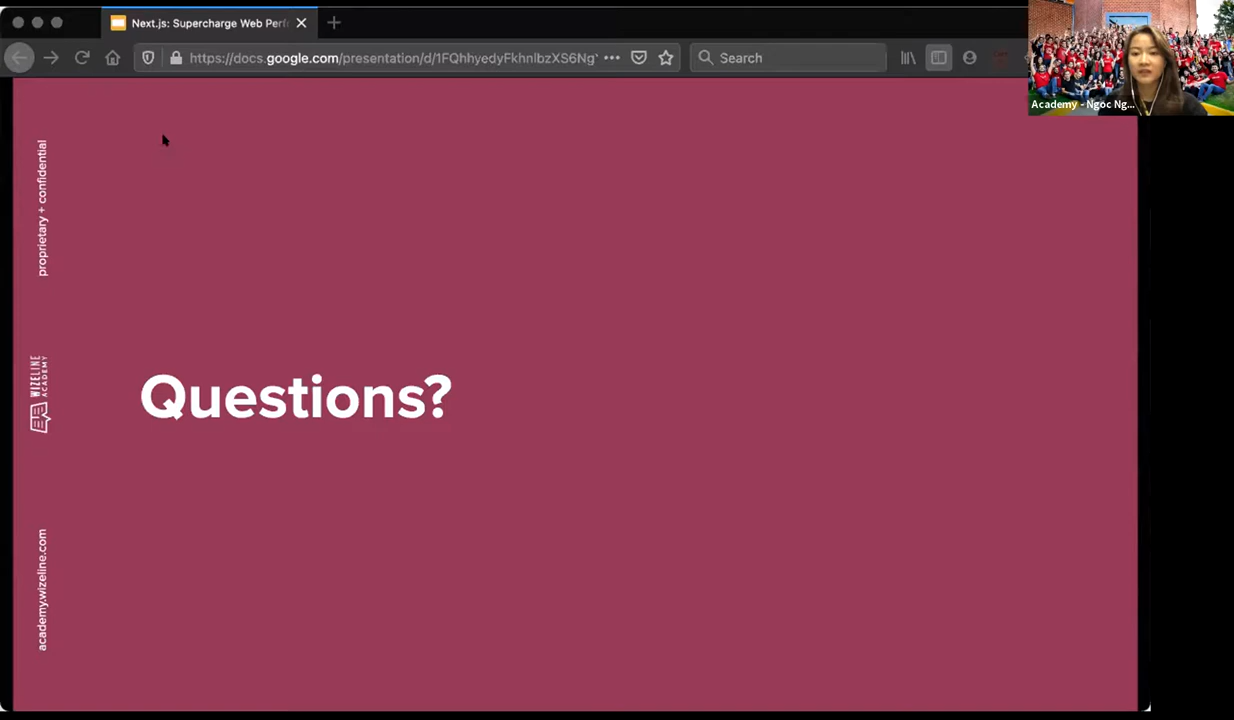 Next.js: Supercharge Web Perf
https://docs.google.com/presentation/d/1FQhhyedyFkhnlbzXS6Ng
Search
Academy - Ngoc Ng...
proprietary + confidential
WIZELINE
ACADEMY
Questions?
academy.wizeline.com